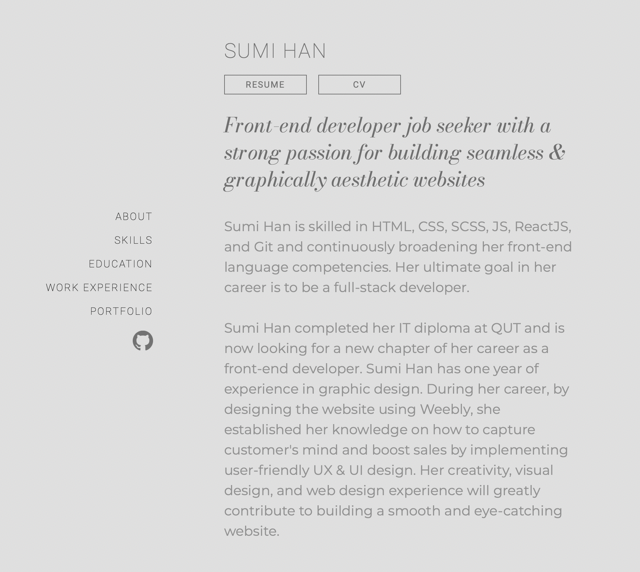 SUMI HAN
RESUME
CV
Front-end developer job seeker with a
strong passion for building seamless &
graphically aesthetic websites
ABOUT
SKILLS
EDUCATION
WORK EXPERIENCE
PORTFOLIO
Sumi Han is skilled in HTML, CSS, SCSS, JS, ReactJS,
and Git and continuously broadening her front-end
language competencies. Her ultimate goal in her
career is to be a full-stack developer.
Sumi Han completed her IT diploma at QUT and is
now looking for a new chapter of her career as a
front-end developer. Sumi Han has one year of
experience in graphic design. During her career, by
designing the website using Weebly, she
established her knowledge on how to capture
customer's mind and boost sales by implementing
user-friendly UX & UI design. Her creativity, visual
design, and web design experience will greatly
contribute to building a smooth and eye-catching
website.